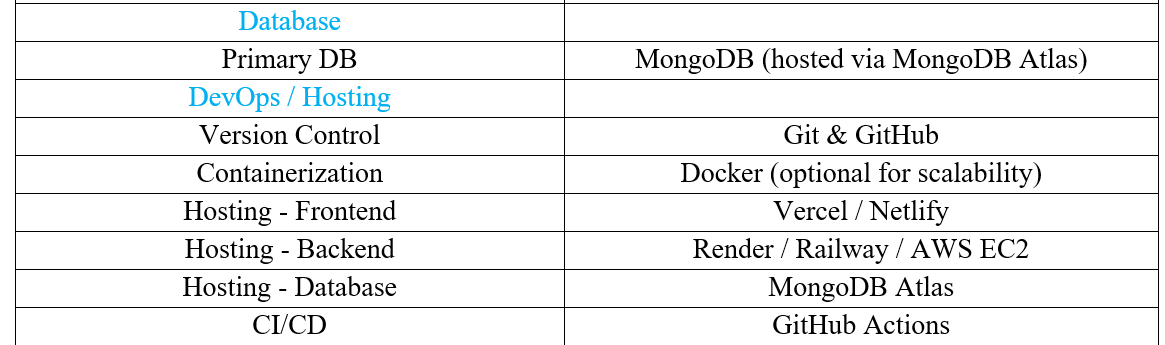 Database
Primary DB MongoDB (hosted via MongoDB Atlas)
DevOps / Hosting
Version Control Git & GitHub
Containerization Docker (optional for scalability)
Hosting - Frontend Vercel / Netlify
Hosting - Backend Render / Railway / AWS EC2
Hosting - Database MongoDB Atlas
CI/CD GitHub Actions